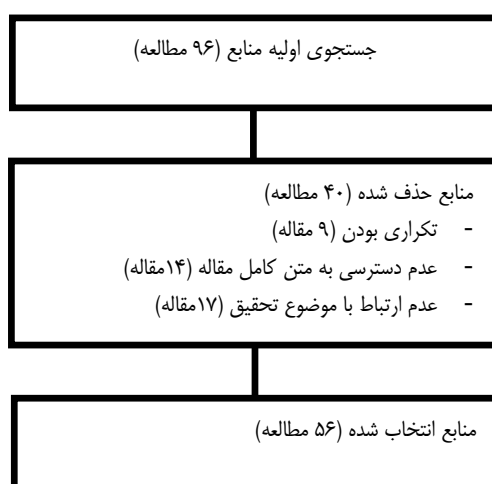 جستجوی اولیه منابع (۹۶ مطالعه)
منابع حذف شده (۴۰ مطالعه)
- تکراری بودن (۹ مقاله)
- عدم دسترسی به متن کامل مقاله (۱۴مقاله)
- عدم ارتباط با موضوع تحقیق (۱۷مقاله)
منابع انتخاب شده (۵۶ مطالعه)